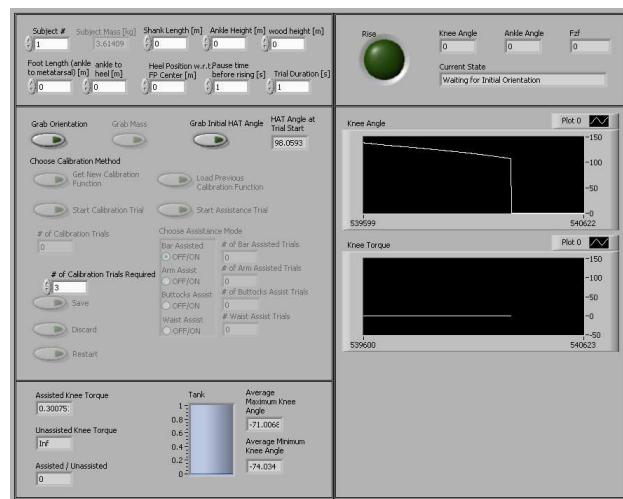 Subject #
Subject Mass [kg]
Shank Length [m]
Ankle Height [m]
wood height [m]
1
3.61409
0
0
0
Foot Length (ankle
to metatarsal) [m]
ankle to
heel [m]
Heel Position w.r.t
FP Center [m]
Pause time
before rising [s]
Trial Duration [s]
0
0
0
1
1
Rise
Knee Angle
Ankle Angle
Fzf
0
0
0
Current State
Waiting for Initial Orientation
Grab Orientation
Grab Mass
Grab Initial HAT Angle
HAT Angle at
Trial Start
98.0593
Choose Calibration Method
Get New Calibration
Function
Load Previous
Calibration Function
Start Calibration Trial
Start Assistance Trial
# of Calibration Trials
0
# of Calibration Trials Required
3
Save
Discard
Restart
Choose Assistance Mode
Bar Assisted
OFF/ON
# of Bar Assisted Trials
0
Arm Assist
OFF/ON
# of Arm Assisted Trials
0
Buttocks Assist
OFF/ON
# of Buttocks Assist Trials
0
Waist Assist
OFF/ON
# Waist Assist Trials
0
Knee Angle
Plot 0
-150
-100
-50
-0
539599
540622
Knee Torque
Plot 0
-150
-100
-50
-0
--50
539600
540623
Assisted Knee Torque
0.30075
Unassisted Knee Torque
Inf
Assisted / Unassisted
0
Tank
1-
0.8-
0.6-
0.4-
0.2-
0-
Average
Maximum Knee
Angle
-71.0068
Average Minimum
Knee Angle
-74.034